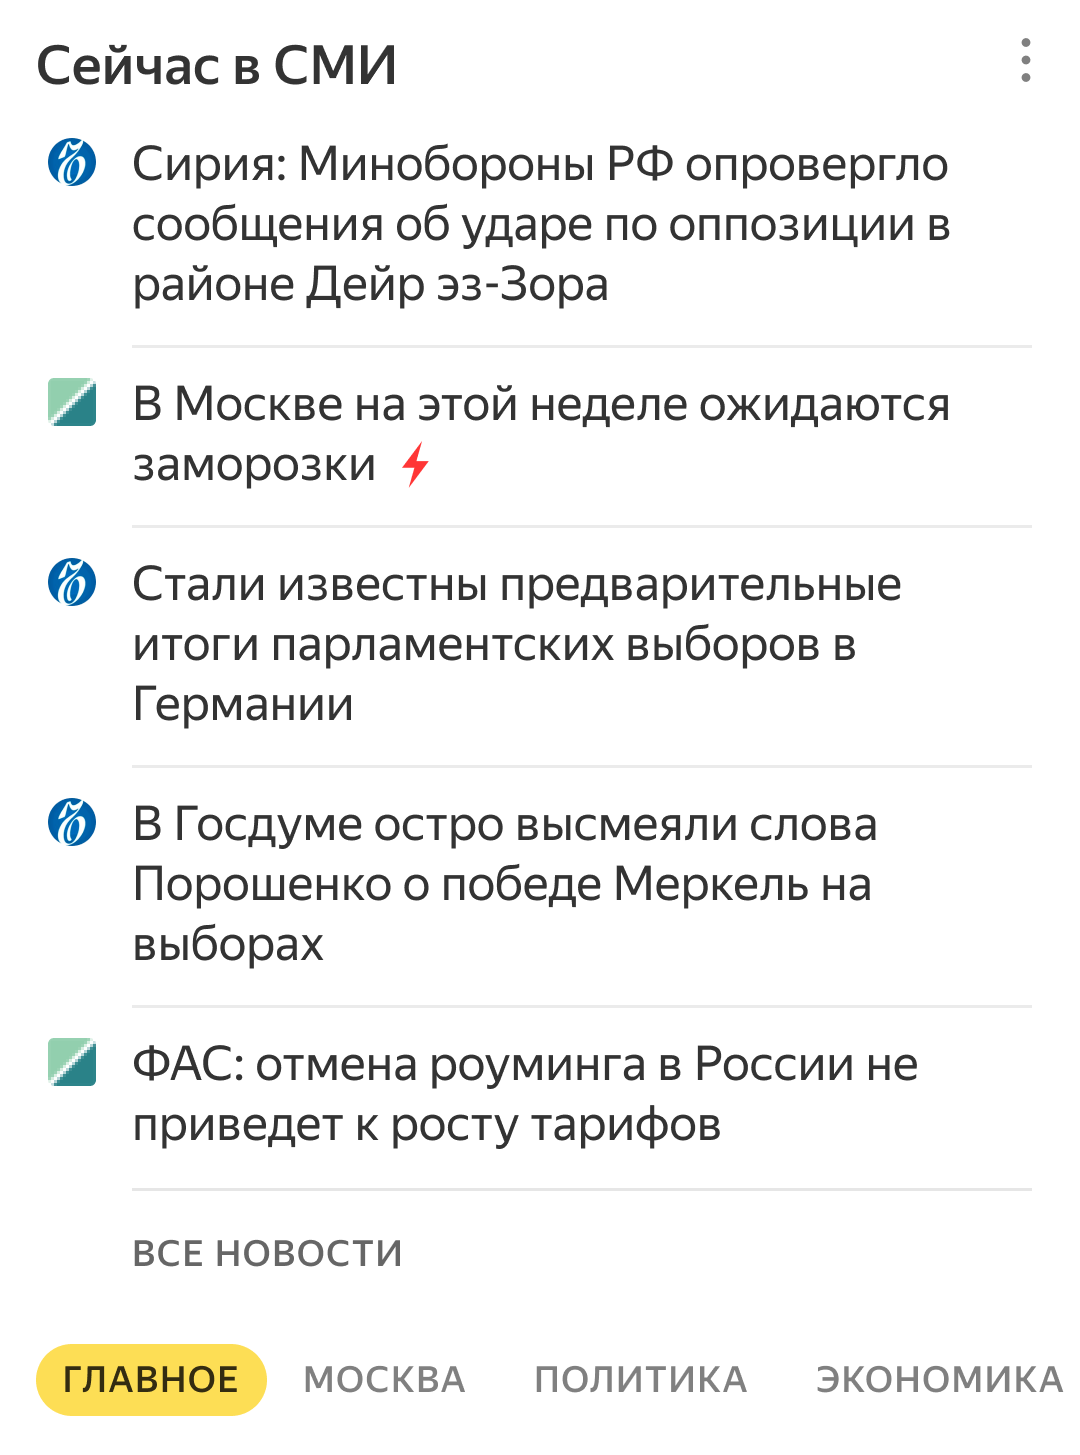 Сейчас в СМИ
Сирия: Минобороны РФ опровергло
сообщения об ударе по оппозиции в
районе Дейр эз-Зора
В Москве на этой неделе ожидаются
заморозки
Стали известны предварительные
итоги парламентских выборов в
Германии
В Госдуме остро высмеяли слова
Порошенко о победе Меркель на
выборах
ФАС: отмена роуминга в России не
приведет к росту тарифов
ВСЕ НОВОСТИ
ГЛАВНОЕ МОСКВА ПОЛИТИКА ЭКОНОМИКА